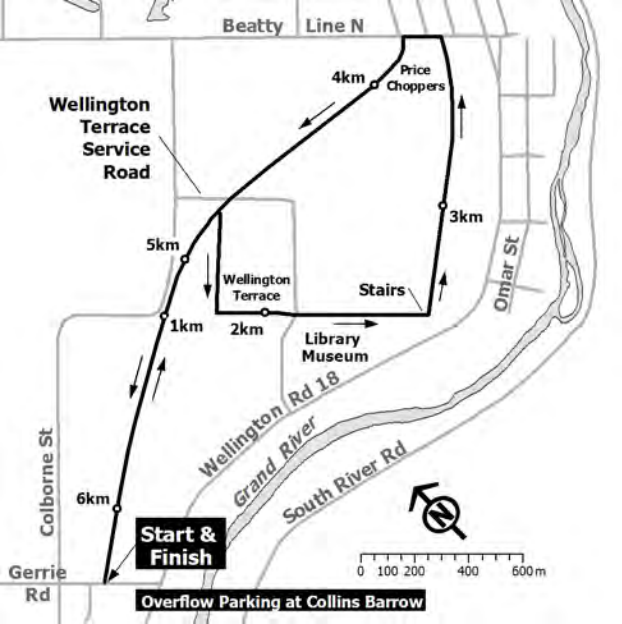 Beatty Line N
4km
Price
Choppers
Wellington
Terrace
Service
Road
3km
5km
Omar St
Wellington
Terrace
Stairs
1km
2km
Library
Museum
Wellington Rd 18
Grand River
South River Rd
Colborne St
6km
N
Start &
Finish
Gerrie
Rd
0 100 200 400 600m
Overflow Parking at Collins Barrow